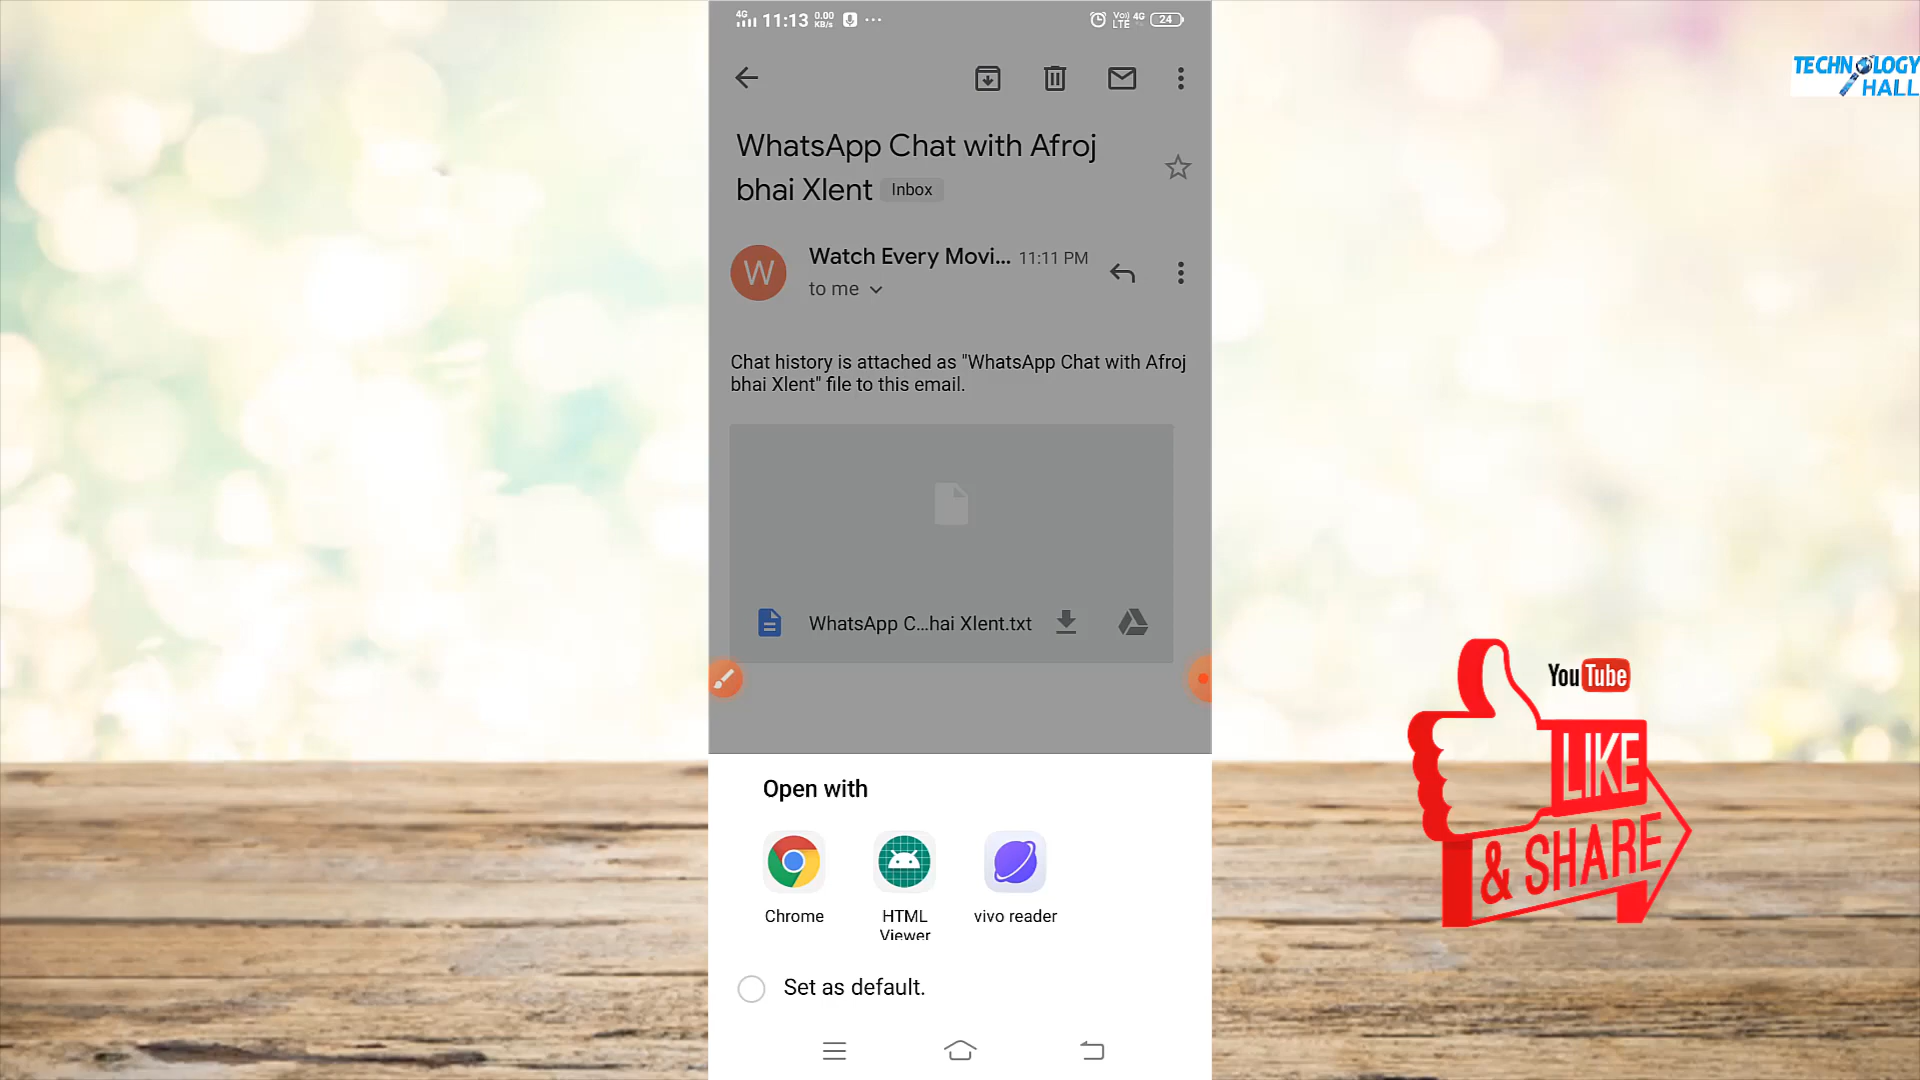 4G 11:13 0.00 KB/s ...
Vo) LTE 4G 24
TECHNOLOGY
HALL
WhatsApp Chat with Afroj
bhai Xlent Inbox
W
Watch Every Movi... 11:11 PM
to me
Chat history is attached as "WhatsApp Chat with Afroj
bhai Xlent" file to this email.
WhatsApp C...hai Xlent.txt
YouTube
LIKE
& SHARE
Open with
Chrome
HTML
Viewer
vivo reader
Set as default.